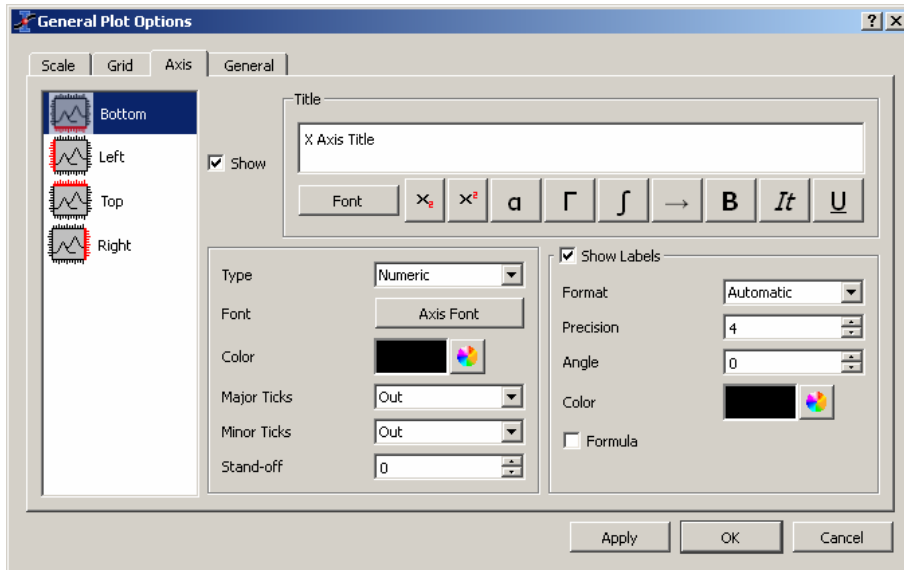 General Plot Options
Scale Grid Axis General
Bottom
Left
Top
Right
Show
Title
X Axis Title
Font x₂ x² α Γ ∫ → B It U
Type Numeric
Font Axis Font
Color
Major Ticks Out
Minor Ticks Out
Stand-off 0
Show Labels
Format Automatic
Precision 4
Angle 0
Color
Formula
Apply OK Cancel